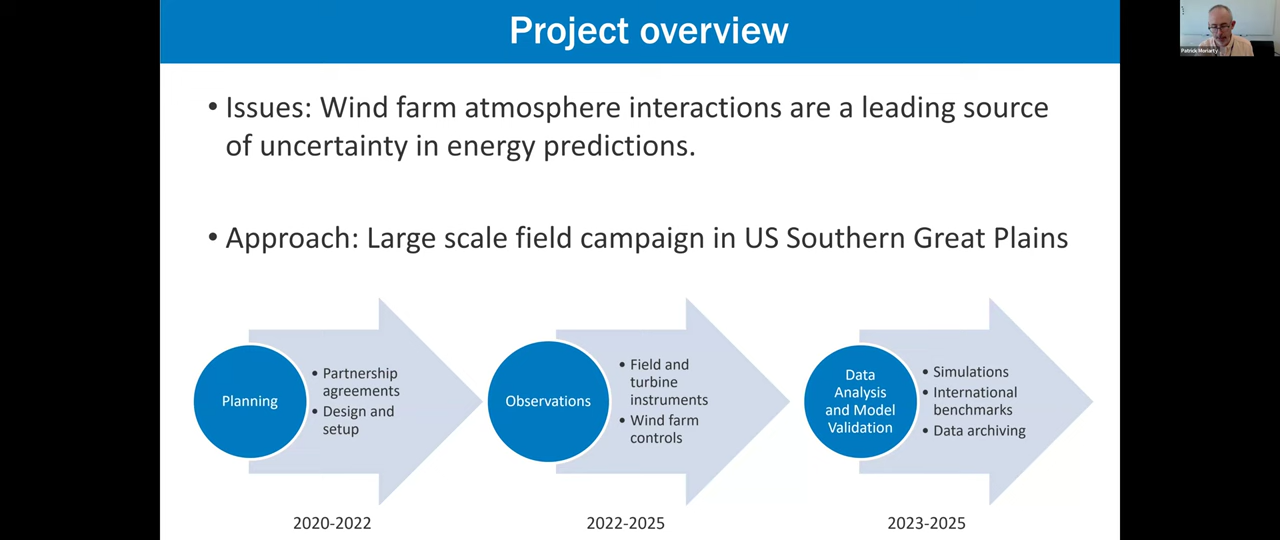 Project overview
Patrick Moriarty
• Issues: Wind farm atmosphere interactions are a leading source
of uncertainty in energy predictions.
• Approach: Large scale field campaign in US Southern Great Plains
Planning
• Partnership
agreements
• Design and
setup
2020-2022
Observations
• Field and
turbine
instruments
• Wind farm
controls
2022-2025
Data
Analysis
and Model
Validation
• Simulations
• International
benchmarks
• Data archiving
2023-2025